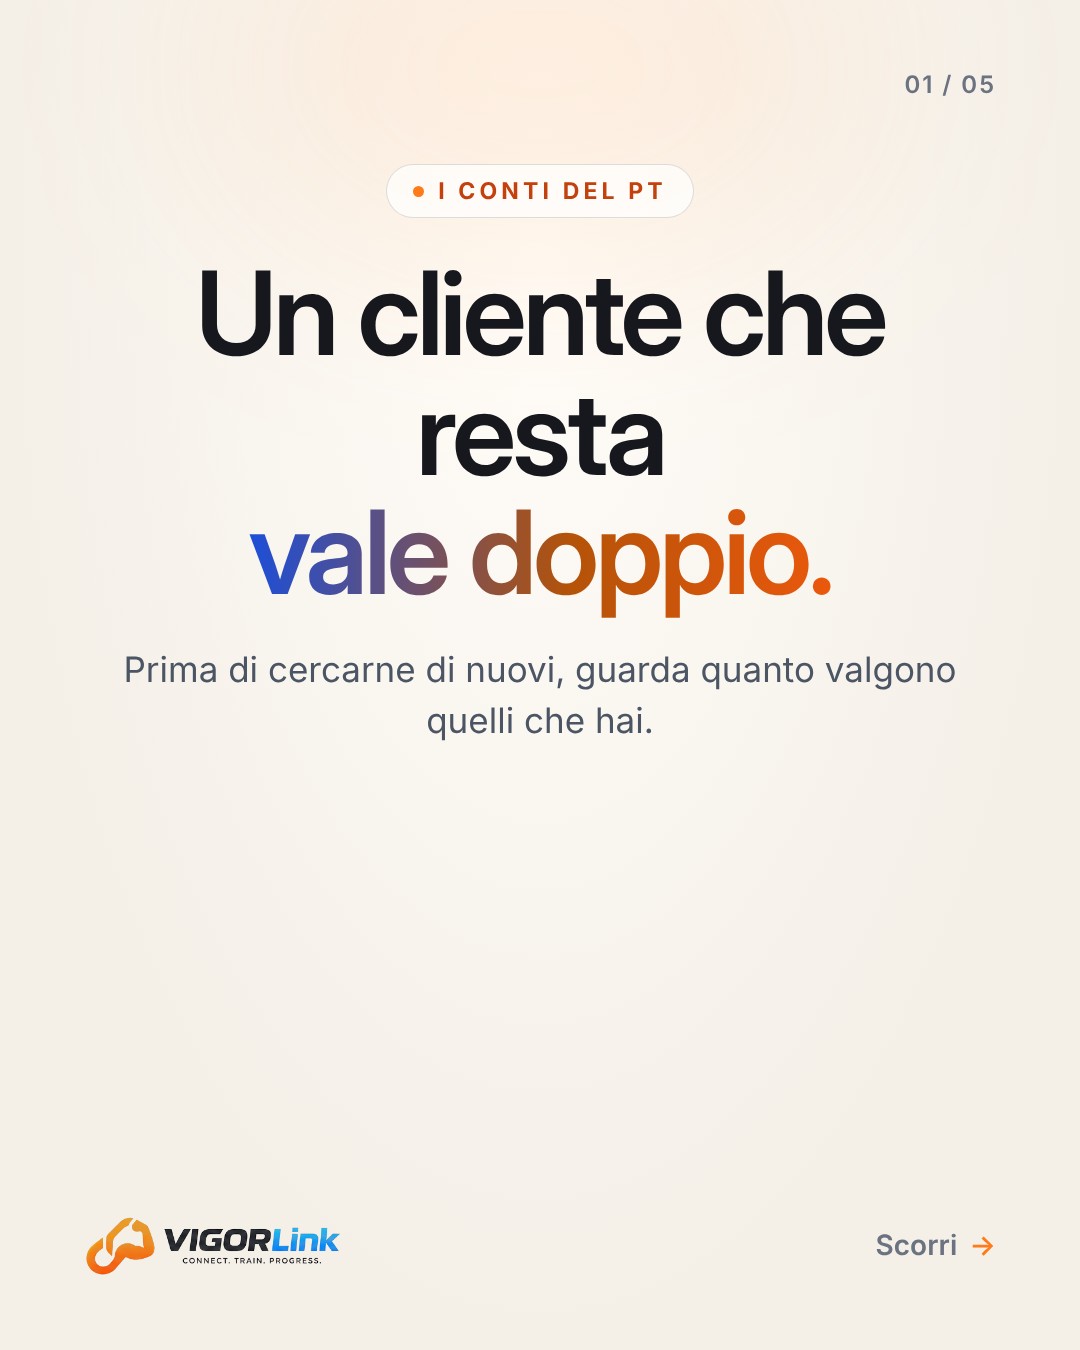 01 / 05
I CONTI DEL PT
Un cliente che
resta
vale doppio.
Prima di cercarne di nuovi, guarda quanto valgono
quelli che hai.
VIGORLink
CONNECT. TRAIN. PROGRESS.
Scorri →